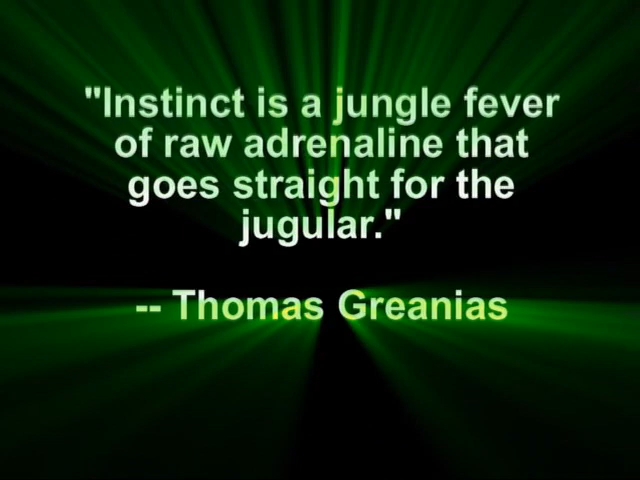 "Instinct is a jungle fever
of raw adrenaline that
goes straight for the
jugular."
-- Thomas Greanias